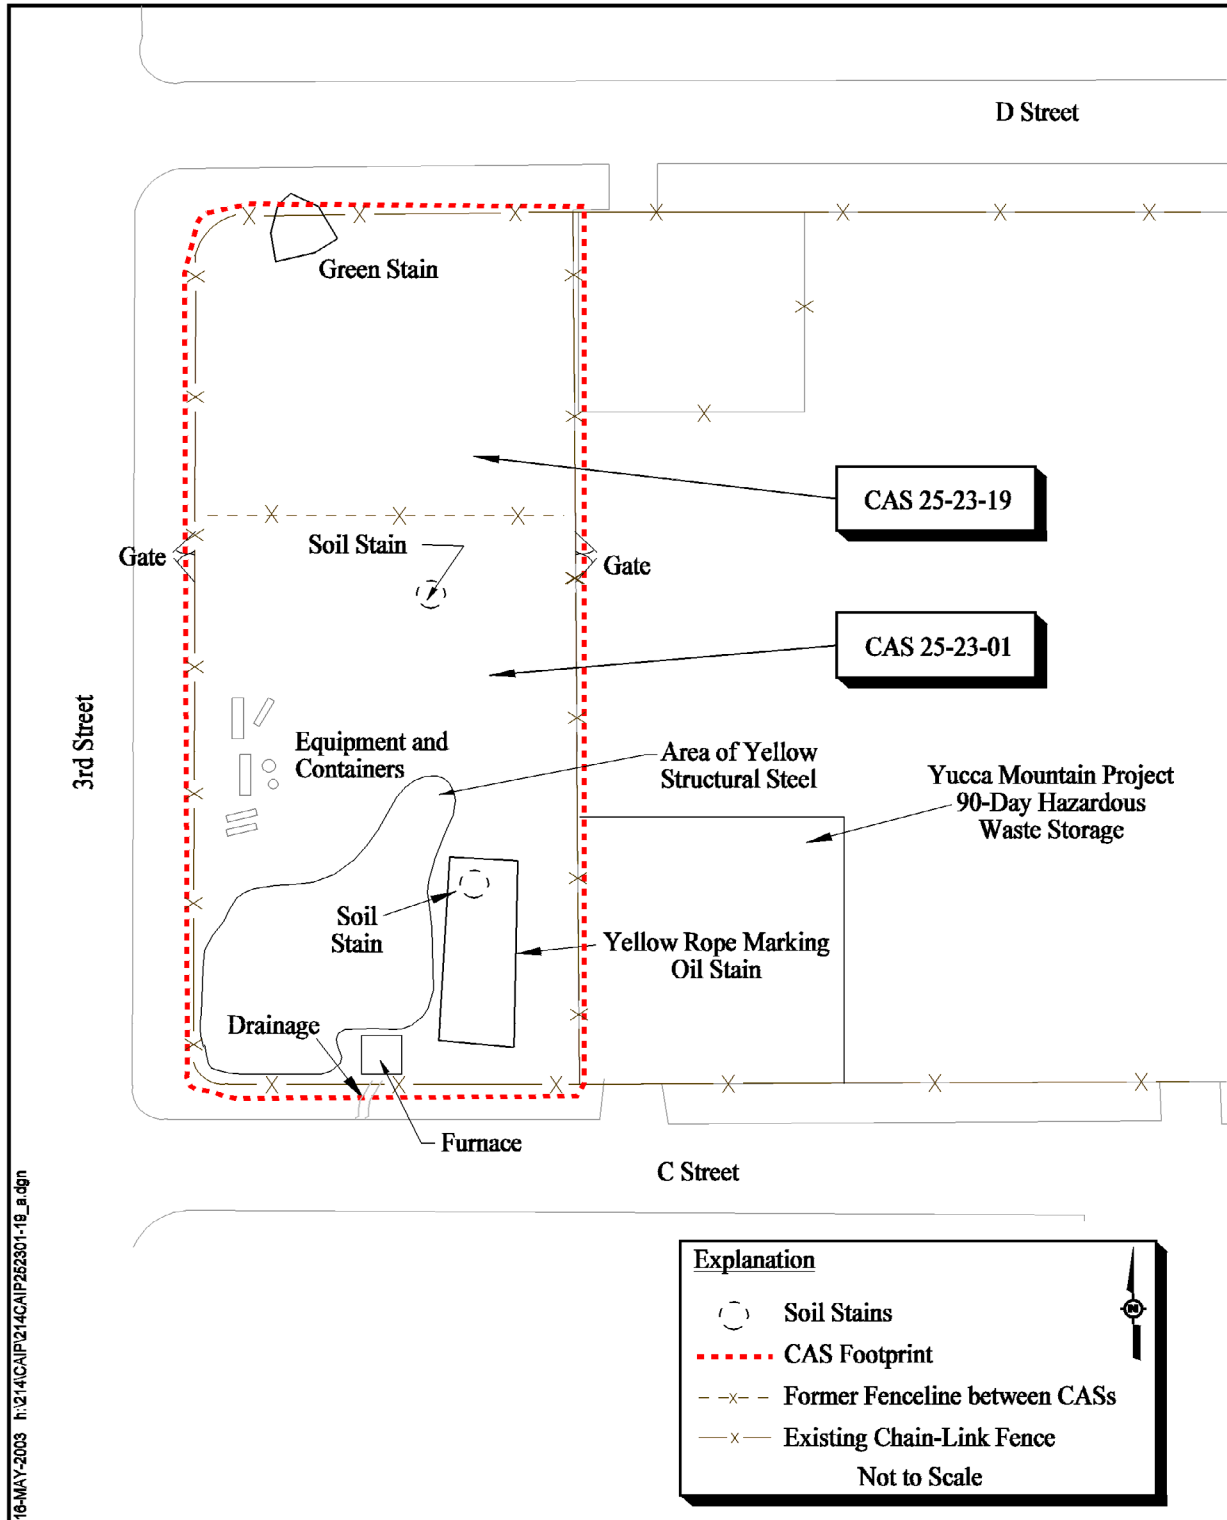 D Street
Green Stain
CAS 25-23-19
Gate
Soil Stain
Gate
CAS 25-23-01
3rd Street
Equipment and
Containers
Area of Yellow
Structural Steel
Yucca Mountain Project
90-Day Hazardous
Waste Storage
Soil
Stain
Yellow Rope Marking
Oil Stain
Drainage
Furnace
C Street
Explanation
N
Soil Stains
CAS Footprint
Former Fenceline between CASs
Existing Chain-Link Fence
Not to Scale
16-MAY-2003 h:\214\CAIP\214CAIP252301-19_a.dgn